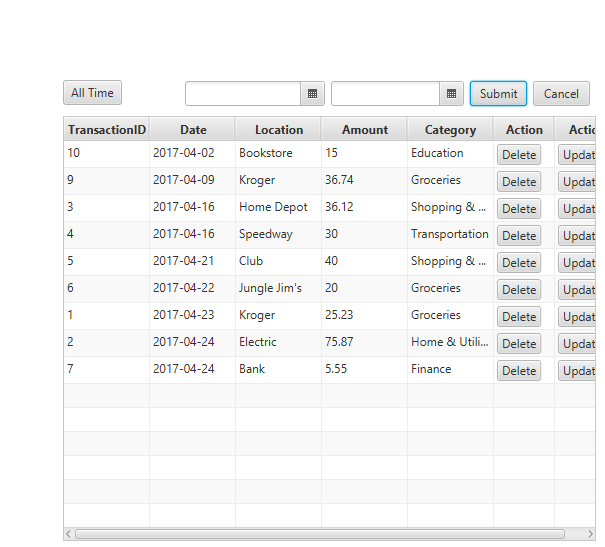 All Time Submit Cancel
TransactionID Date Location Amount Category Action Actio
10 2017-04-02 Bookstore 15 Education Delete Updat
9 2017-04-09 Kroger 36.74 Groceries Delete Updat
3 2017-04-16 Home Depot 36.12 Shopping & ... Delete Updat
4 2017-04-16 Speedway 30 Transportation Delete Updat
5 2017-04-21 Club 40 Shopping & ... Delete Updat
6 2017-04-22 Jungle Jim's 20 Groceries Delete Updat
1 2017-04-23 Kroger 25.23 Groceries Delete Updat
2 2017-04-24 Electric 75.87 Home & Utili... Delete Updat
7 2017-04-24 Bank 5.55 Finance Delete Updat